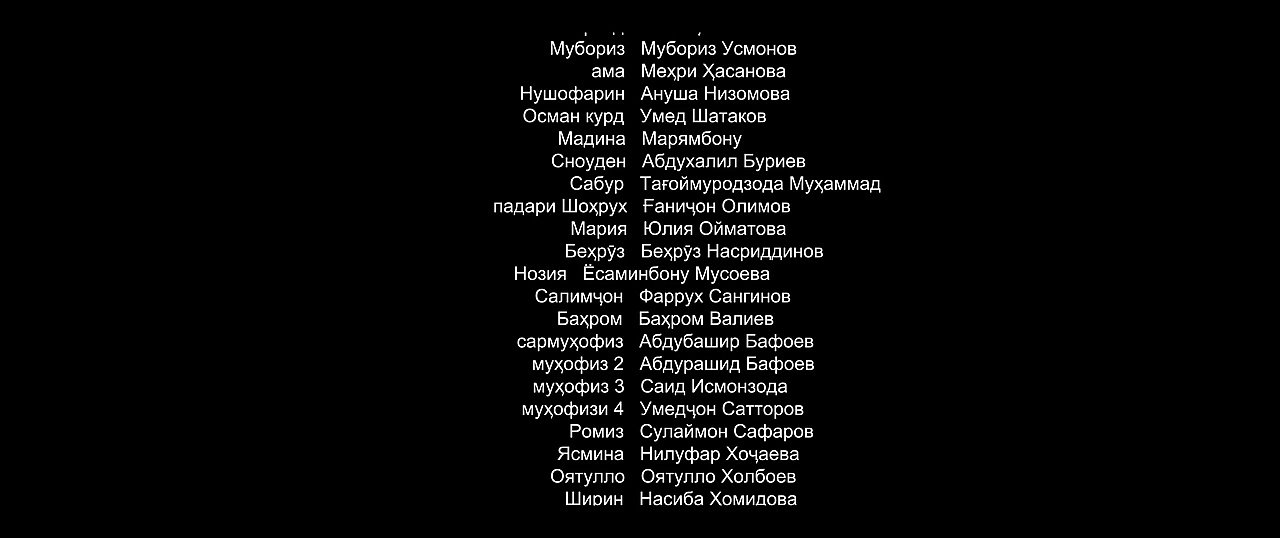 Мубориз Мубориз Усмонов
ама Меҳри Ҳасанова
Нушофарин Ануша Низомова
Осман курд Умед Шатаков
Мадина Марямбону
Сноуден Абдухалил Буриев
Сабур Тағоймуродзода Муҳаммад
падари Шоҳрух Ғаниҷон Олимов
Мария Юлия Ойматова
Беҳрӯз Беҳрӯз Насриддинов
Нозия Ёсаминбону Мусоева
Салимҷон Фаррух Сангинов
Баҳром Баҳром Валиев
сармуҳофиз Абдубашир Бафоев
муҳофиз 2 Абдурашид Бафоев
муҳофиз 3 Саид Исмонзода
муҳофизи 4 Умедҷон Сатторов
Ромиз Сулаймон Сафаров
Ясмина Нилуфар Хоҷаева
Оятулло Оятулло Холбоев
Ширин Насиба Хомидова